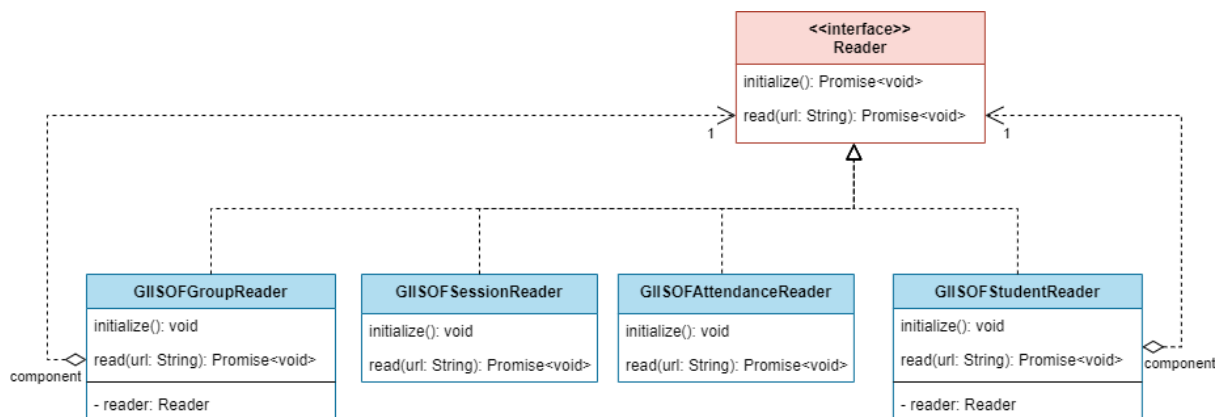 <<interface>>
Reader
initialize(): Promise<void>
read(url: String): Promise<void>
1
1
GIISOFGroupReader
initialize(): void
read(url: String): Promise<void>
- reader: Reader
component
GIISOFSessionReader
initialize(): void
read(url: String): Promise<void>
GIISOFAttendanceReader
initialize(): void
read(url: String): Promise<void>
GIISOFStudentReader
initialize(): void
read(url: String): Promise<void>
- reader: Reader
component